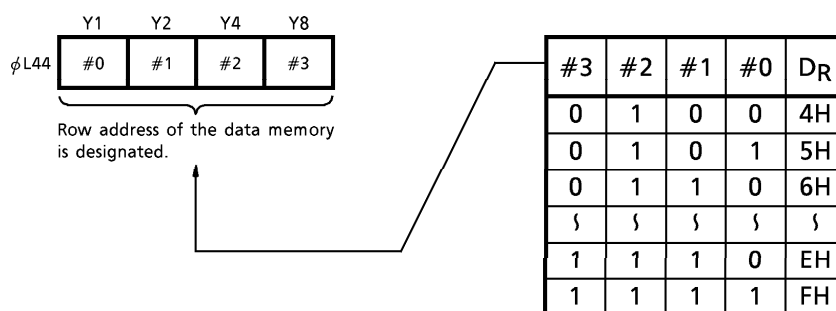 Y1 Y2 Y4 Y8
φL44 #0 #1 #2 #3
Row address of the data memory
is designated.
#3 #2 #1 #0 DR
0 1 0 0 4H
0 1 0 1 5H
0 1 1 0 6H
≀ ≀ ≀ ≀ ≀
1 1 1 0 EH
1 1 1 1 FH